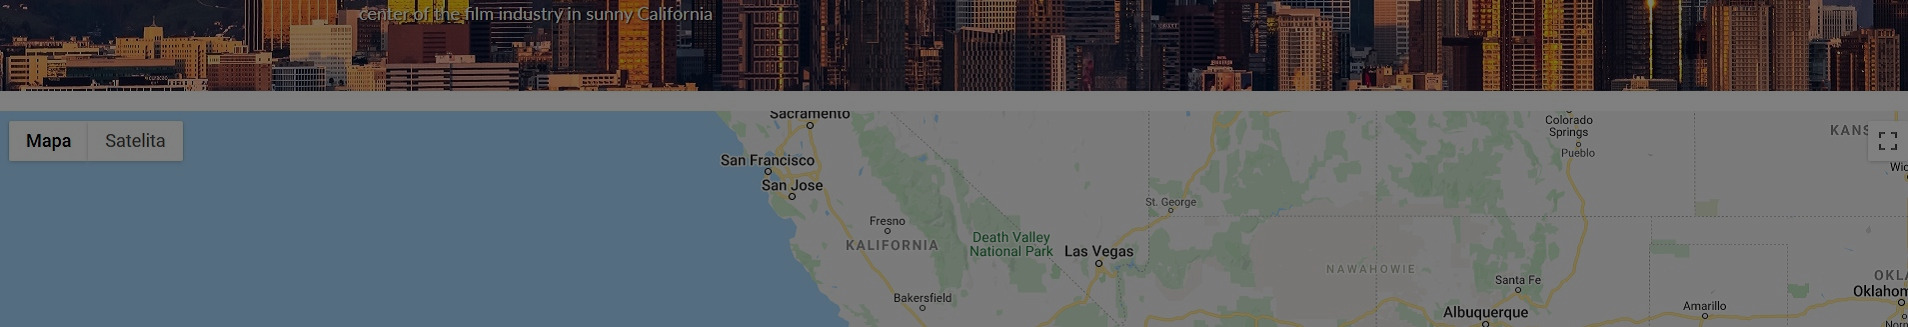 center of the film industry in sunny California
Mapa
Satelita
Sacramento
San Francisco
San Jose
Fresno
KALIFORNIA
Death Valley
National Park
Las Vegas
Bakersfield
St. George
NAWAHOWIE
Colorado
Springs
Pueblo
Santa Fe
Albuquerque
Amarillo
KANS
Wic
OKLA
Oklahom
Norn